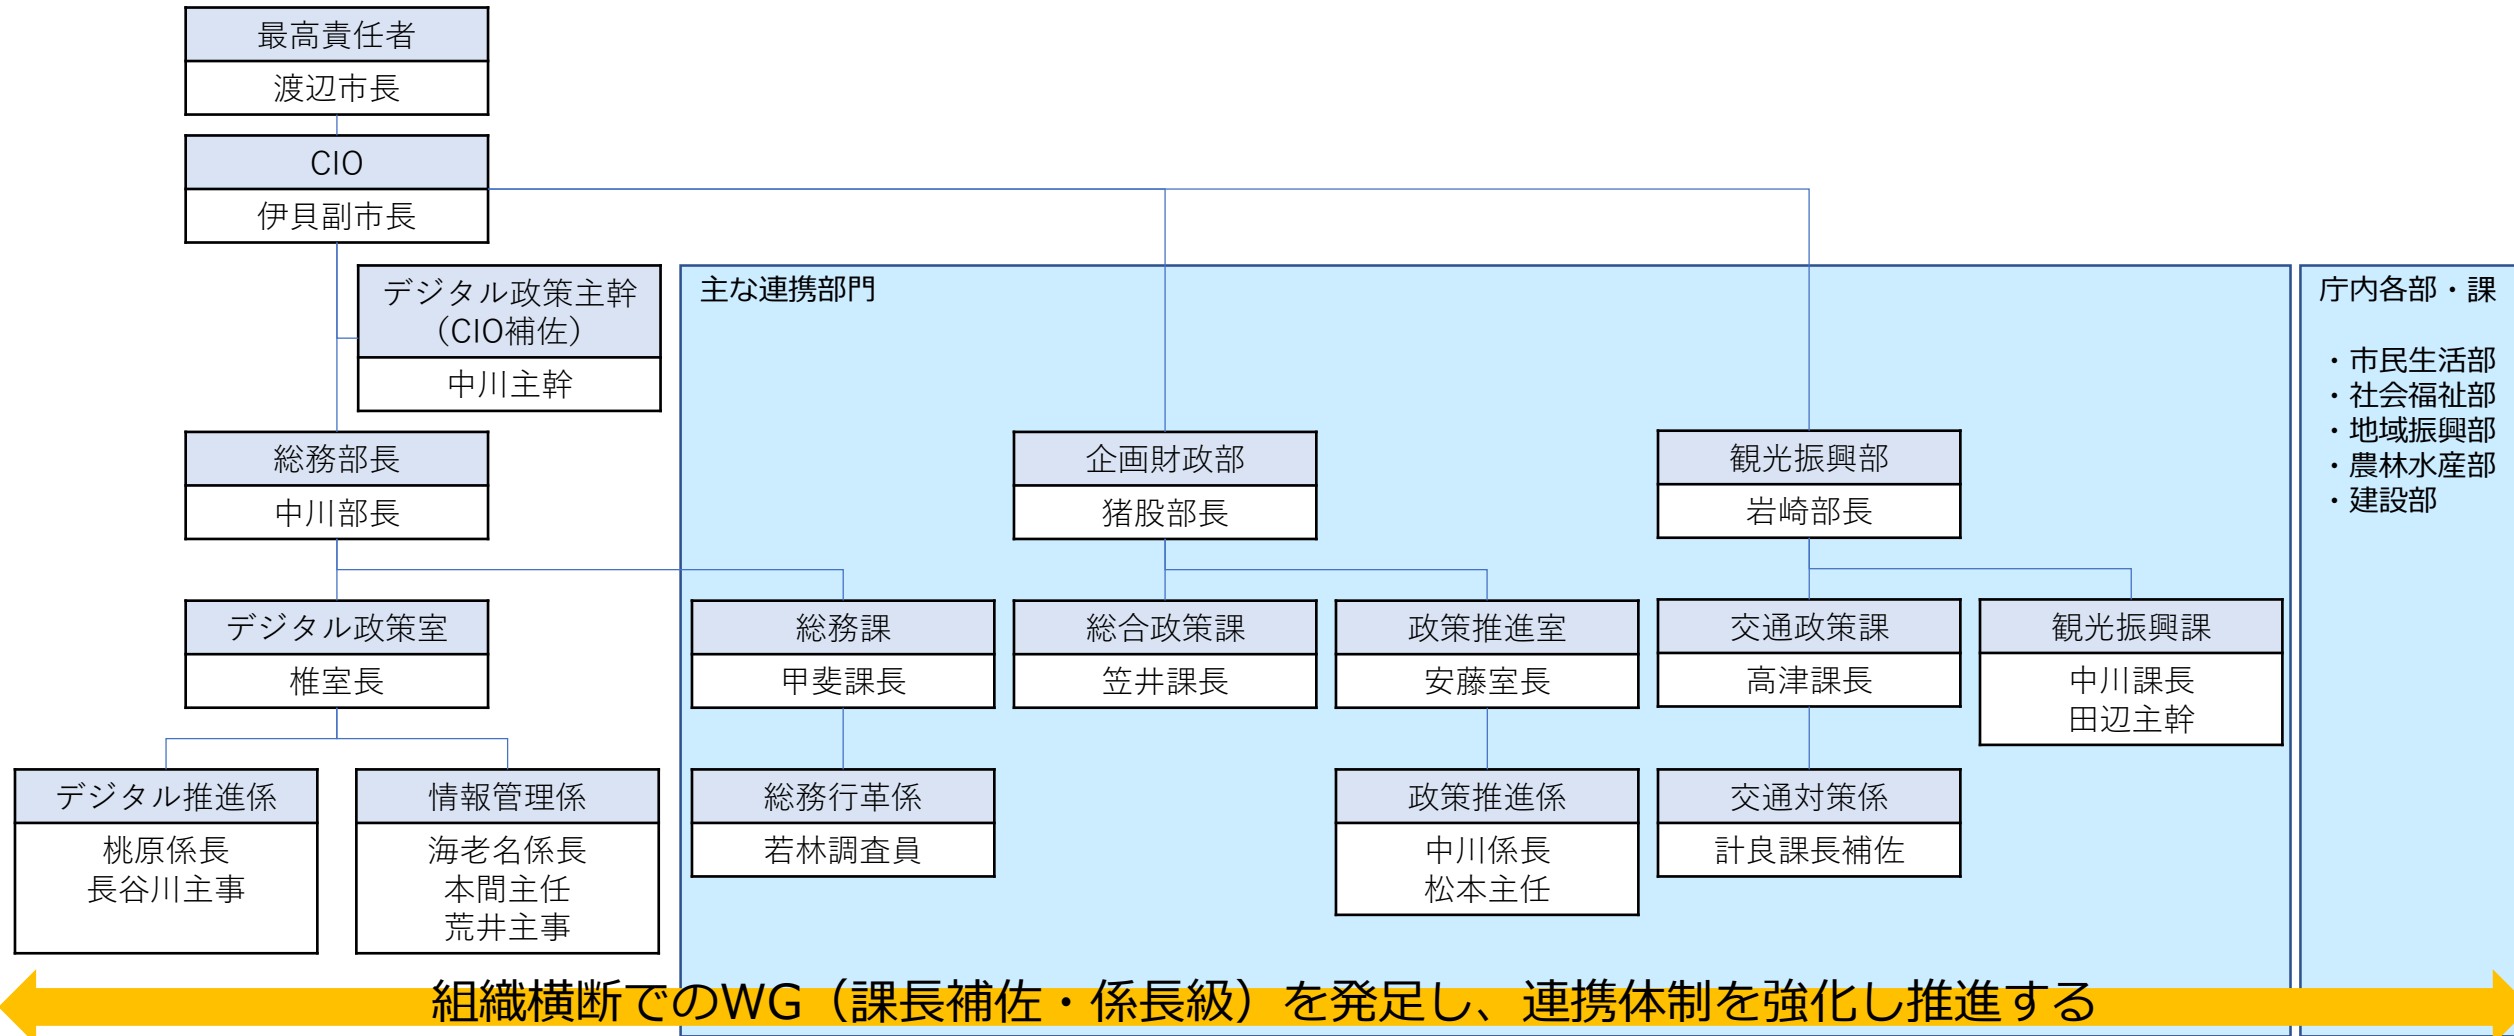 最高責任者
渡辺市長
CIO
伊貝副市長
デジタル政策主幹
（CIO補佐）
中川主幹
主な連携部門
庁内各部・課
・市民生活部
・社会福祉部
・地域振興部
・農林水産部
・建設部
総務部長
中川部長
企画財政部
猪股部長
観光振興部
岩崎部長
デジタル政策室
椎室長
総務課
甲斐課長
総合政策課
笠井課長
政策推進室
安藤室長
交通政策課
高津課長
観光振興課
中川課長
田辺主幹
デジタル推進係
桃原係長
長谷川主事
情報管理係
海老名係長
本間主任
荒井主事
総務行革係
若林調査員
政策推進係
中川係長
松本主任
交通対策係
計良課長補佐
組織横断でのWG（課長補佐・係長級）を発足し、連携体制を強化し推進する